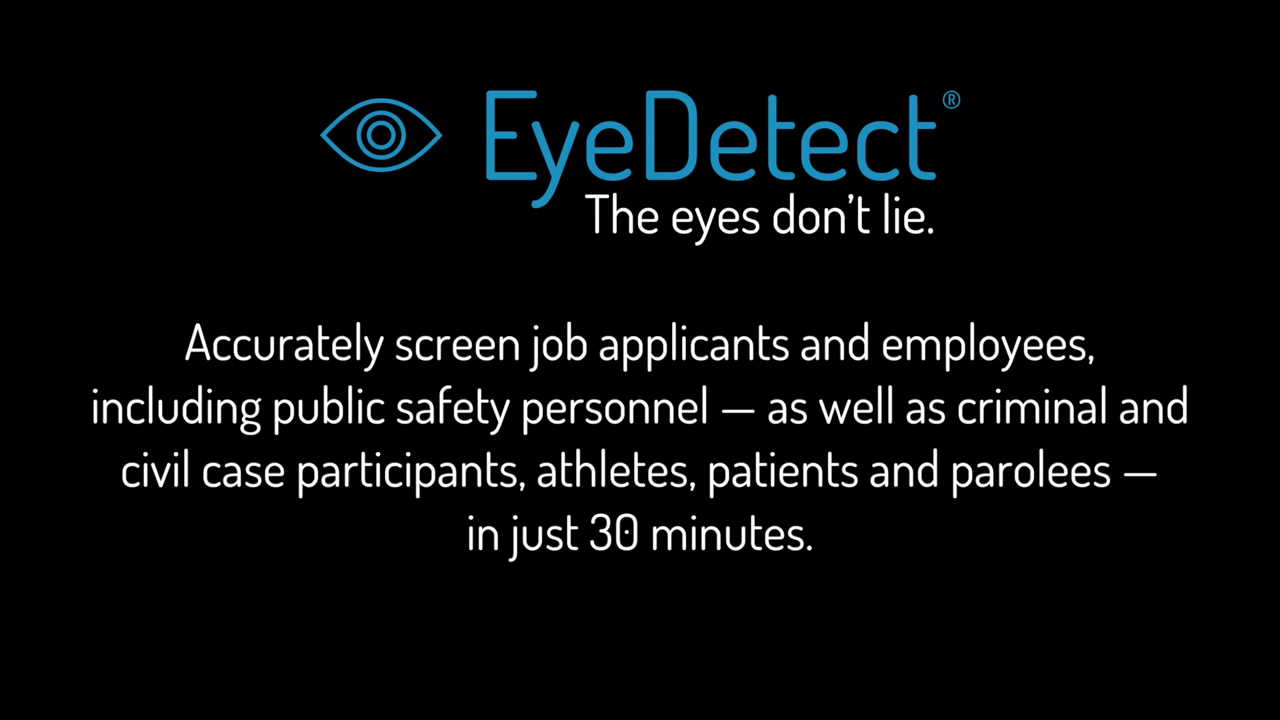 EyeDetect®
The eyes don't lie.
Accurately screen job applicants and employees,
including public safety personnel — as well as criminal and
civil case participants, athletes, patients and parolees —
in just 30 minutes.